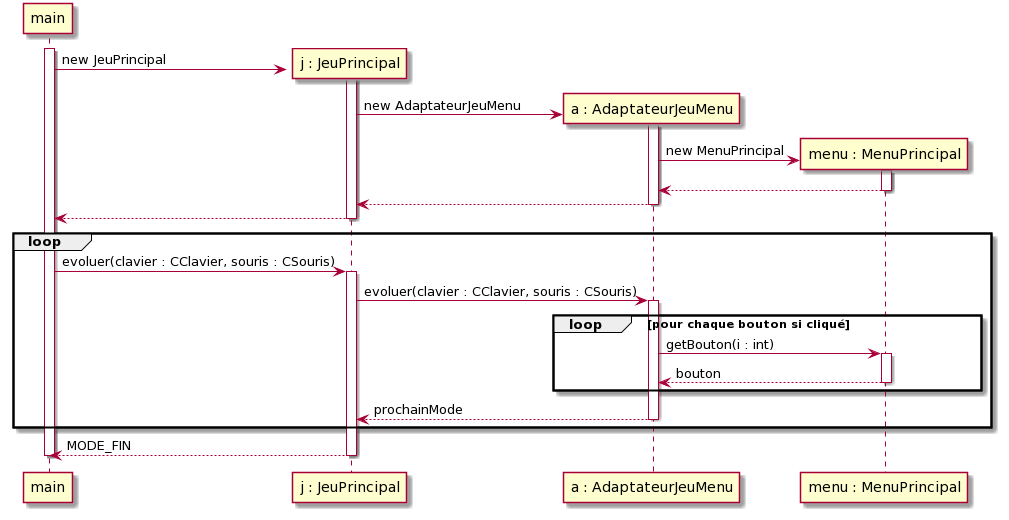 main
new JeuPrincipal
j : JeuPrincipal
new AdaptateurJeuMenu
a : AdaptateurJeuMenu
new MenuPrincipal
menu : MenuPrincipal
loop
evoluer(clavier : CClavier, souris : CSouris)
evoluer(clavier : CClavier, souris : CSouris)
loop [pour chaque bouton si cliqué]
getBouton(i : int)
bouton
prochainMode
MODE_FIN
main
j : JeuPrincipal
a : AdaptateurJeuMenu
menu : MenuPrincipal